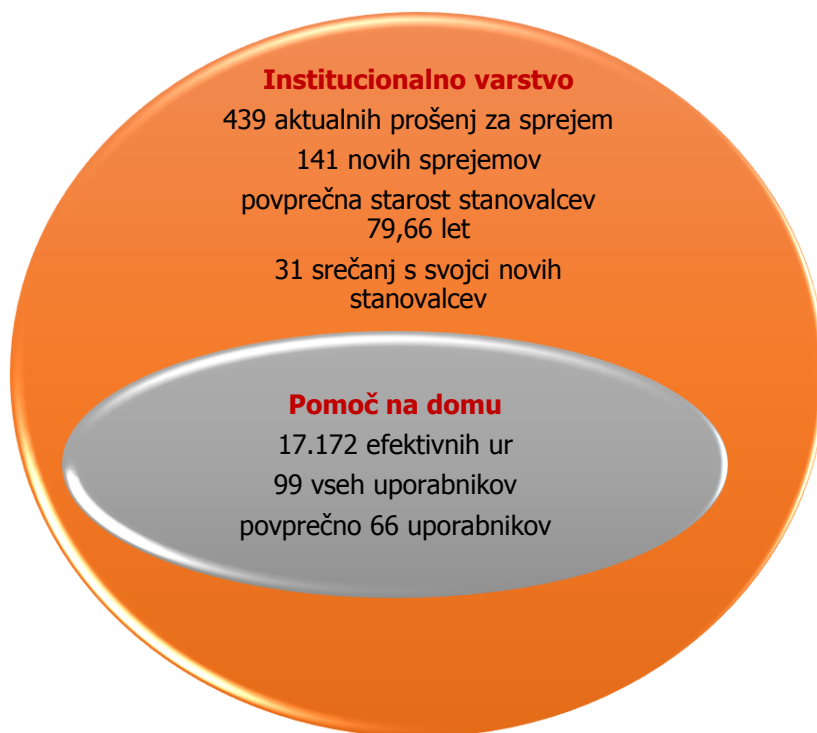 Institucionalno varstvo
439 aktualnih prošenj za sprejem
141 novih sprejemov
povprečna starost stanovalcev
79,66 let
31 srečanj s svojci novih
stanovalcev
Pomoč na domu
17.172 efektivnih ur
99 vseh uporabnikov
povprečno 66 uporabnikov